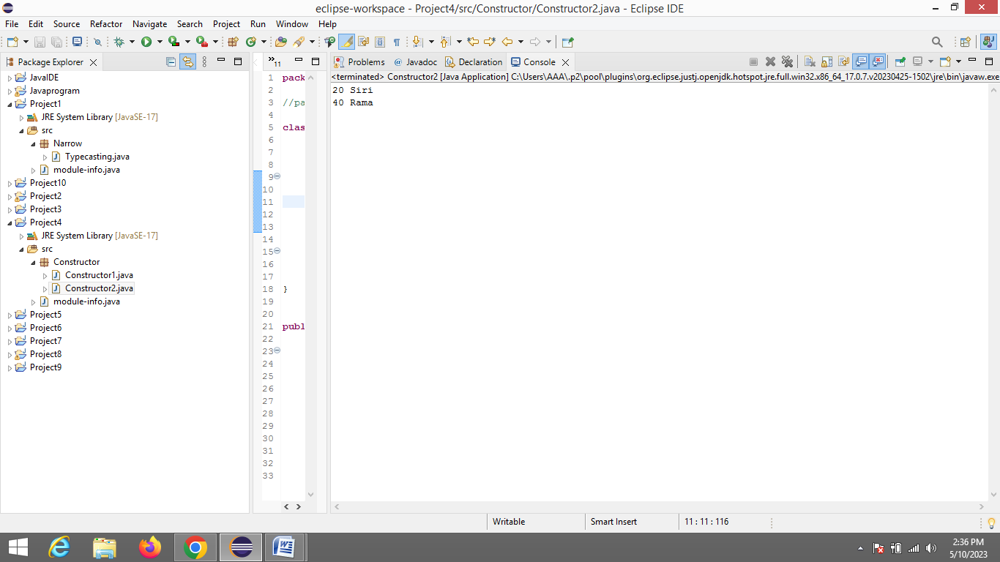 eclipse-workspace - Project4/src/Constructor/Constructor2.java - Eclipse IDE
File Edit Source Refactor Navigate Search Project Run Window Help
Package Explorer
JavaIDE
Javaprogram
Project1
JRE System Library [JavaSE-17]
src
Narrow
Typecasting.java
module-info.java
Project10
Project2
Project3
Project4
JRE System Library [JavaSE-17]
src
Constructor
Constructor1.java
Constructor2.java
module-info.java
Project5
Project6
Project7
Project8
Project9
11
1 pack
2
3 //pa
4
5 clas
6
7
8
9
10
11
12
13
14
15
16
17
18 }
19
20
21 publ
22
23
24
25
26
27
28
29
30
31
32
33
Problems @ Javadoc Declaration Console
<terminated> Constructor2 [Java Application] C:\Users\AAA\.p2\pool\plugins\org.eclipse.justj.openjdk.hotspot.jre.full.win32.x86_64_17.0.7.v20230425-1502\jre\bin\javaw.exe
20 Siri
40 Rama
Writable Smart Insert 11 : 11 : 116
2:36 PM
5/10/2023